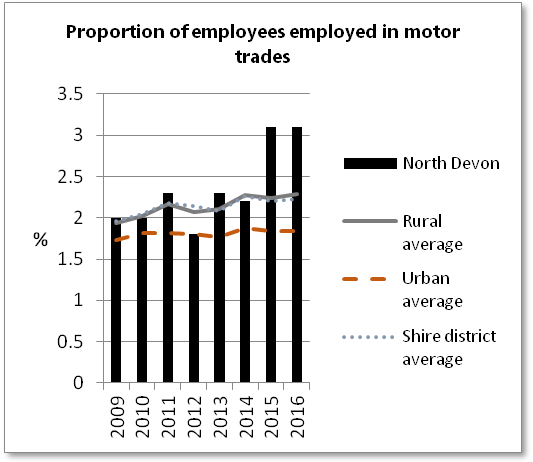 Proportion of employees employed in motor
trades
3.5
3
2.5
2
1.5
1
0.5
0
%
2009
2010
2011
2012
2013
2014
2015
2016
North Devon
Rural
average
Urban
average
Shire district
average